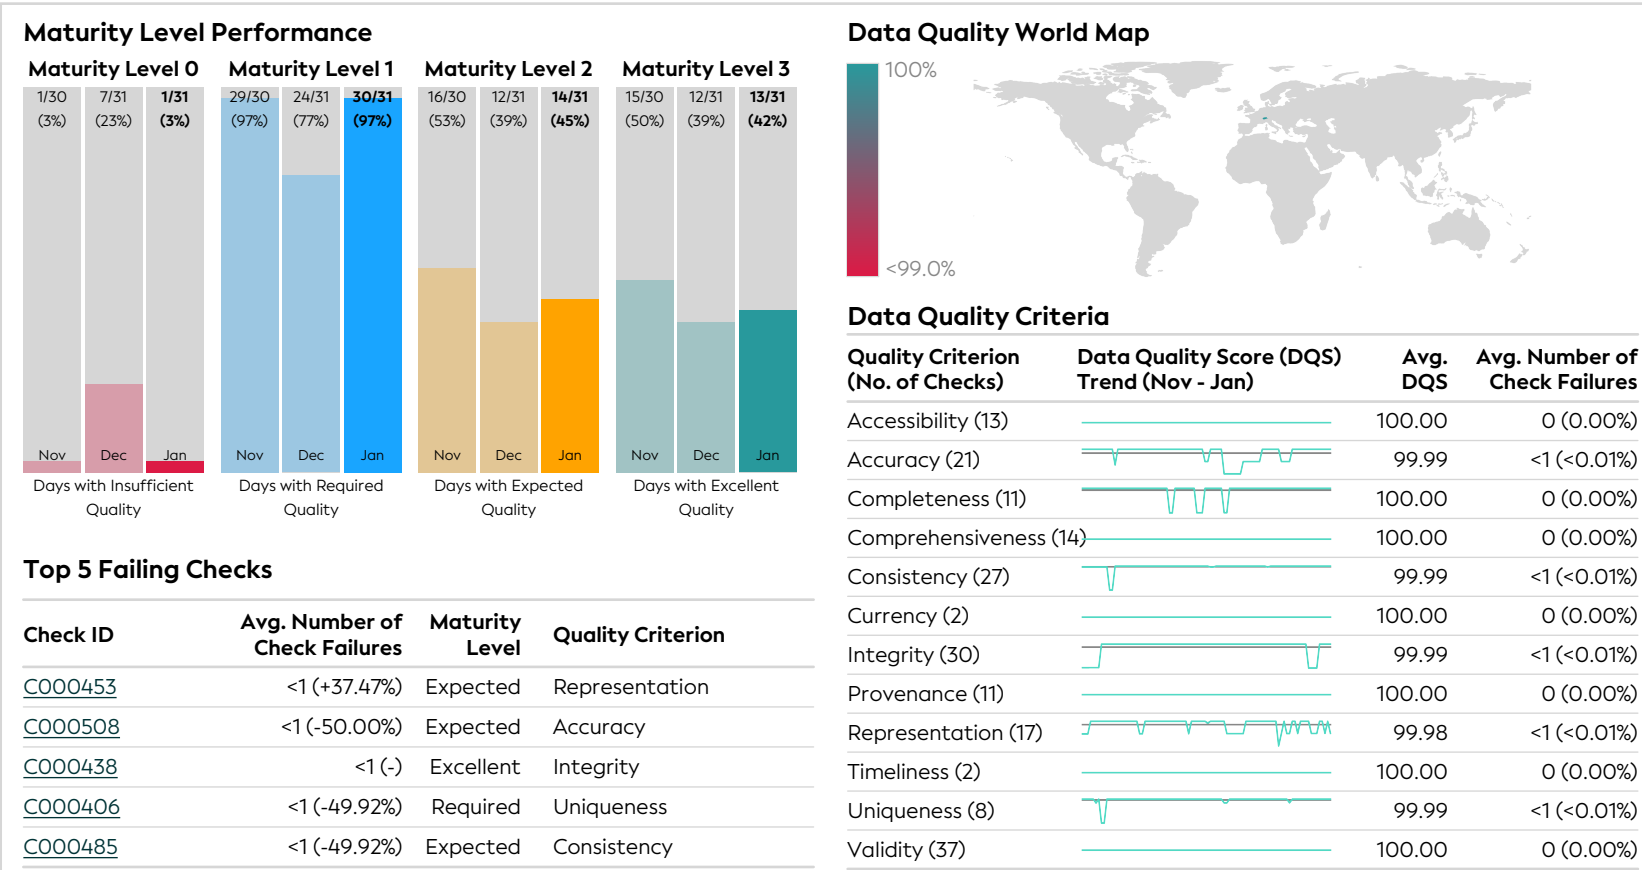 Maturity Level Performance
Maturity Level 0
Maturity Level 1
Maturity Level 2
Maturity Level 3
1/30 7/31 1/31
(3%) (23%) (3%)
29/30 24/31 30/31
(97%) (77%) (97%)
16/30 12/31 14/31
(53%) (39%) (45%)
15/30 12/31 13/31
(50%) (39%) (42%)
Nov Dec Jan
Nov Dec Jan
Nov Dec Jan
Nov Dec Jan
Days with Insufficient
Quality
Days with Required
Quality
Days with Expected
Quality
Days with Excellent
Quality
Top 5 Failing Checks
Check ID
Avg. Number of
Check Failures
Maturity
Level
Quality Criterion
C000453 <1 (+37.47%) Expected Representation
C000508 <1 (-50.00%) Expected Accuracy
C000438 <1 (-) Excellent Integrity
C000406 <1 (-49.92%) Required Uniqueness
C000485 <1 (-49.92%) Expected Consistency
Data Quality World Map
100%
<99.0%
Data Quality Criteria
Quality Criterion
(No. of Checks)
Data Quality Score (DQS)
Trend (Nov - Jan)
Avg.
DQS
Avg. Number of
Check Failures
Accessibility (13) 100.00 0 (0.00%)
Accuracy (21) 99.99 <1 (<0.01%)
Completeness (11) 100.00 0 (0.00%)
Comprehensiveness (14) 100.00 0 (0.00%)
Consistency (27) 99.99 <1 (<0.01%)
Currency (2) 100.00 0 (0.00%)
Integrity (30) 99.99 <1 (<0.01%)
Provenance (11) 100.00 0 (0.00%)
Representation (17) 99.98 <1 (<0.01%)
Timeliness (2) 100.00 0 (0.00%)
Uniqueness (8) 99.99 <1 (<0.01%)
Validity (37) 100.00 0 (0.00%)